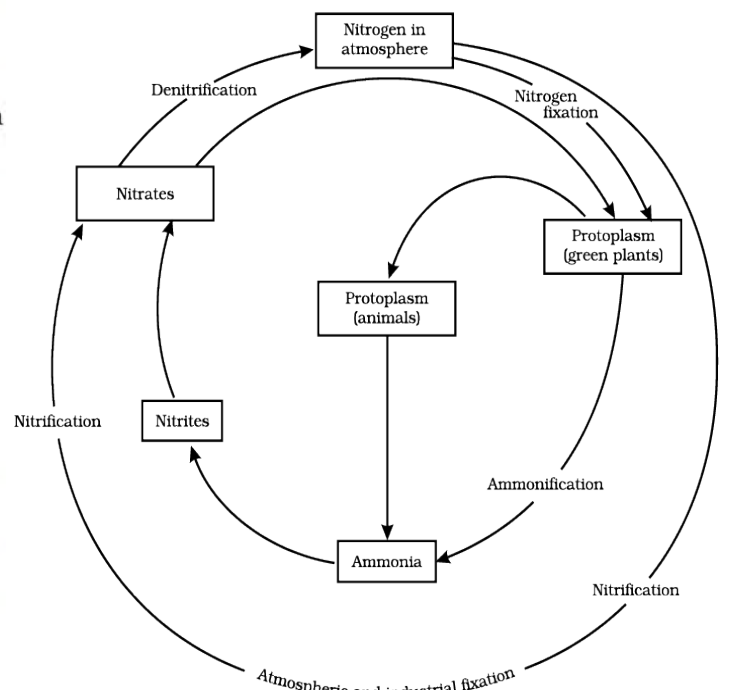 Nitrogen in
atmosphere
Denitrification
Nitrogen
fixation
Nitrates
Protoplasm
(green plants)
Protoplasm
(animals)
Nitrification
Nitrites
Ammonification
Ammonia
Nitrification
Atmospheric and industrial fixation